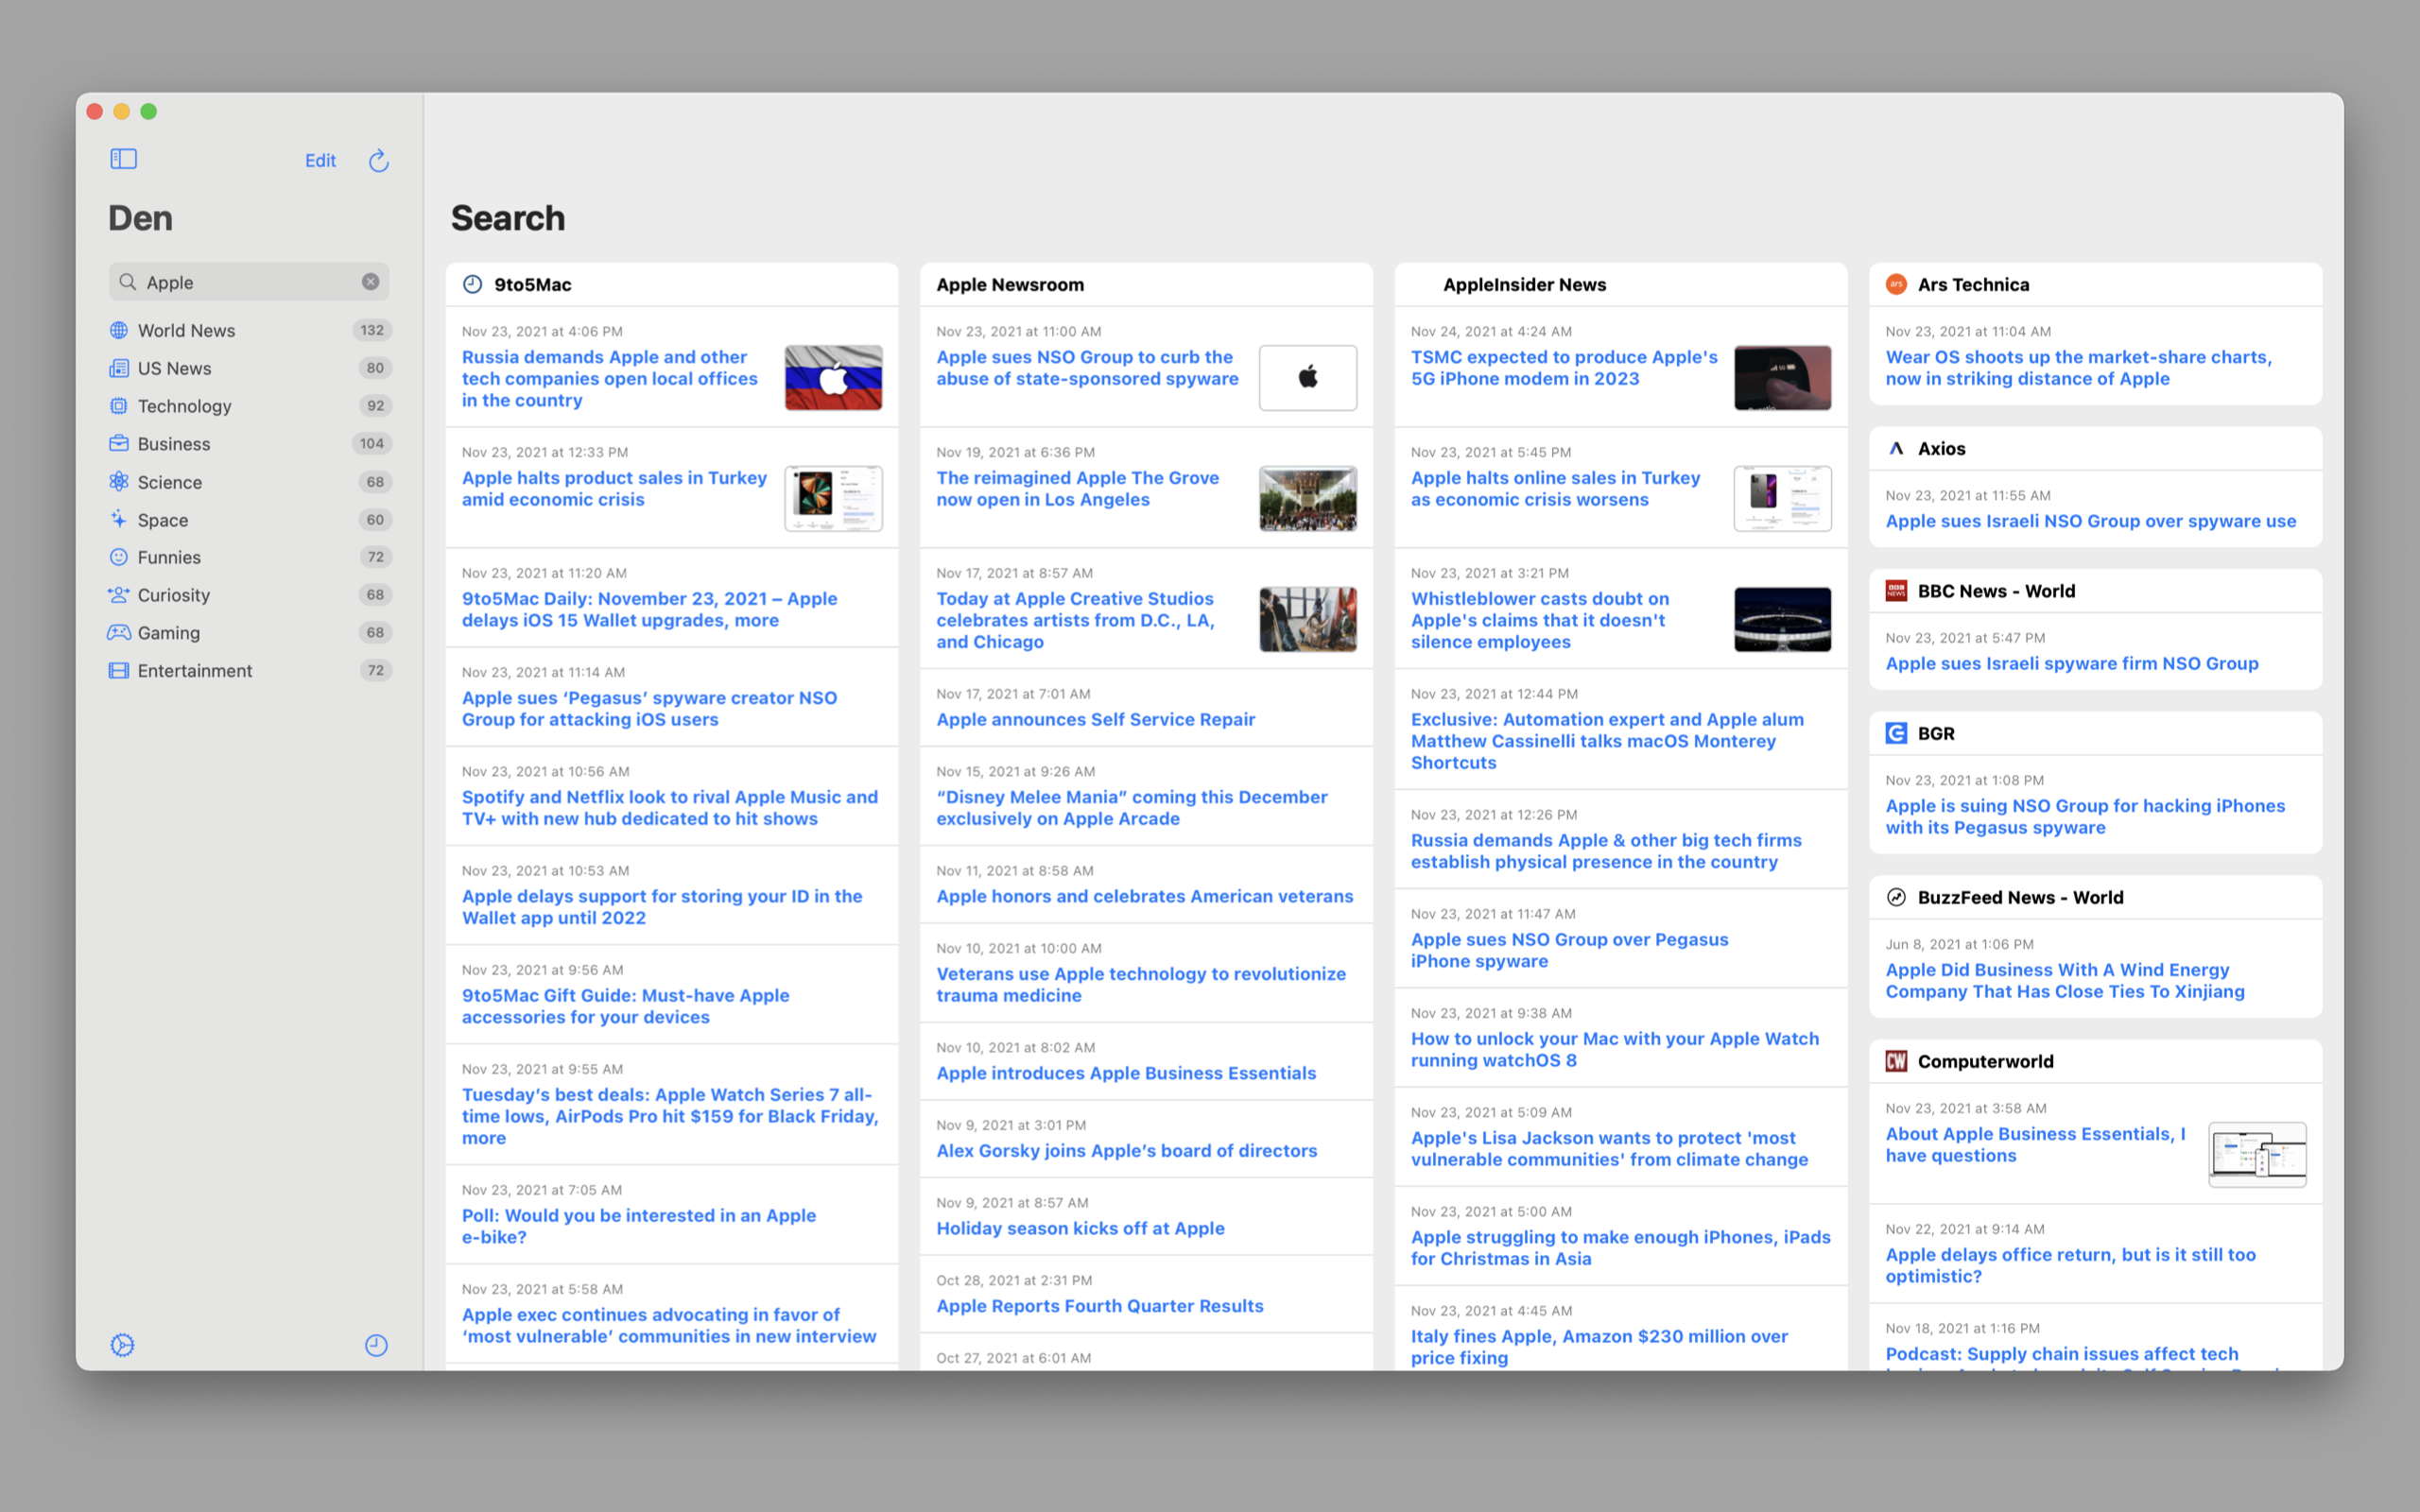 Edit
Den
Apple
World News 132
US News 80
Technology 92
Business 104
Science 68
Space 60
Funnies 72
Curiosity 68
Gaming 68
Entertainment 72
Search
9to5Mac
Nov 23, 2021 at 4:06 PM
Russia demands Apple and other
tech companies open local offices
in the country
Nov 23, 2021 at 12:33 PM
Apple halts product sales in Turkey
amid economic crisis
Nov 23, 2021 at 11:20 AM
9to5Mac Daily: November 23, 2021 – Apple
delays iOS 15 Wallet upgrades, more
Nov 23, 2021 at 11:14 AM
Apple sues ‘Pegasus’ spyware creator NSO
Group for attacking iOS users
Nov 23, 2021 at 10:56 AM
Spotify and Netflix look to rival Apple Music and
TV+ with new hub dedicated to hit shows
Nov 23, 2021 at 10:53 AM
Apple delays support for storing your ID in the
Wallet app until 2022
Nov 23, 2021 at 9:56 AM
9to5Mac Gift Guide: Must-have Apple
accessories for your devices
Nov 23, 2021 at 9:55 AM
Tuesday’s best deals: Apple Watch Series 7 all-
time lows, AirPods Pro hit $159 for Black Friday,
more
Nov 23, 2021 at 7:05 AM
Poll: Would you be interested in an Apple
e-bike?
Nov 23, 2021 at 5:58 AM
Apple exec continues advocating in favor of
‘most vulnerable’ communities in new interview
Apple Newsroom
Nov 23, 2021 at 11:00 AM
Apple sues NSO Group to curb the
abuse of state-sponsored spyware
Nov 19, 2021 at 6:36 PM
The reimagined Apple The Grove
now open in Los Angeles
Nov 17, 2021 at 8:57 AM
Today at Apple Creative Studios
celebrates artists from D.C., LA,
and Chicago
Nov 17, 2021 at 7:01 AM
Apple announces Self Service Repair
Nov 15, 2021 at 9:26 AM
“Disney Melee Mania” coming this December
exclusively on Apple Arcade
Nov 11, 2021 at 8:58 AM
Apple honors and celebrates American veterans
Nov 10, 2021 at 10:00 AM
Veterans use Apple technology to revolutionize
trauma medicine
Nov 10, 2021 at 8:02 AM
Apple introduces Apple Business Essentials
Nov 9, 2021 at 3:01 PM
Alex Gorsky joins Apple’s board of directors
Nov 9, 2021 at 8:57 AM
Holiday season kicks off at Apple
Oct 28, 2021 at 2:31 PM
Apple Reports Fourth Quarter Results
Oct 27, 2021 at 6:01 AM
AppleInsider News
Nov 24, 2021 at 4:24 AM
TSMC expected to produce Apple's
5G iPhone modem in 2023
Nov 23, 2021 at 5:45 PM
Apple halts online sales in Turkey
as economic crisis worsens
Nov 23, 2021 at 3:21 PM
Whistleblower casts doubt on
Apple's claims that it doesn't
silence employees
Nov 23, 2021 at 12:44 PM
Exclusive: Automation expert and Apple alum
Matthew Cassinelli talks macOS Monterey
Shortcuts
Nov 23, 2021 at 12:26 PM
Russia demands Apple & other big tech firms
establish physical presence in the country
Nov 23, 2021 at 11:47 AM
Apple sues NSO Group over Pegasus
iPhone spyware
Nov 23, 2021 at 9:38 AM
How to unlock your Mac with your Apple Watch
running watchOS 8
Nov 23, 2021 at 5:09 AM
Apple's Lisa Jackson wants to protect 'most
vulnerable communities' from climate change
Nov 23, 2021 at 5:00 AM
Apple struggling to make enough iPhones, iPads
for Christmas in Asia
Nov 23, 2021 at 4:45 AM
Italy fines Apple, Amazon $230 million over
price fixing
ars Ars Technica
Nov 23, 2021 at 11:04 AM
Wear OS shoots up the market-share charts,
now in striking distance of Apple
Axios
Nov 23, 2021 at 11:55 AM
Apple sues Israeli NSO Group over spyware use
BBC NEWS BBC News - World
Nov 23, 2021 at 5:47 PM
Apple sues Israeli spyware firm NSO Group
BGR
Nov 23, 2021 at 1:08 PM
Apple is suing NSO Group for hacking iPhones
with its Pegasus spyware
BuzzFeed News - World
Jun 8, 2021 at 1:06 PM
Apple Did Business With A Wind Energy
Company That Has Close Ties To Xinjiang
CW Computerworld
Nov 23, 2021 at 3:58 AM
About Apple Business Essentials, I
have questions
Nov 22, 2021 at 9:14 AM
Apple delays office return, but is it still too
optimistic?
Nov 18, 2021 at 1:16 PM
Podcast: Supply chain issues affect tech